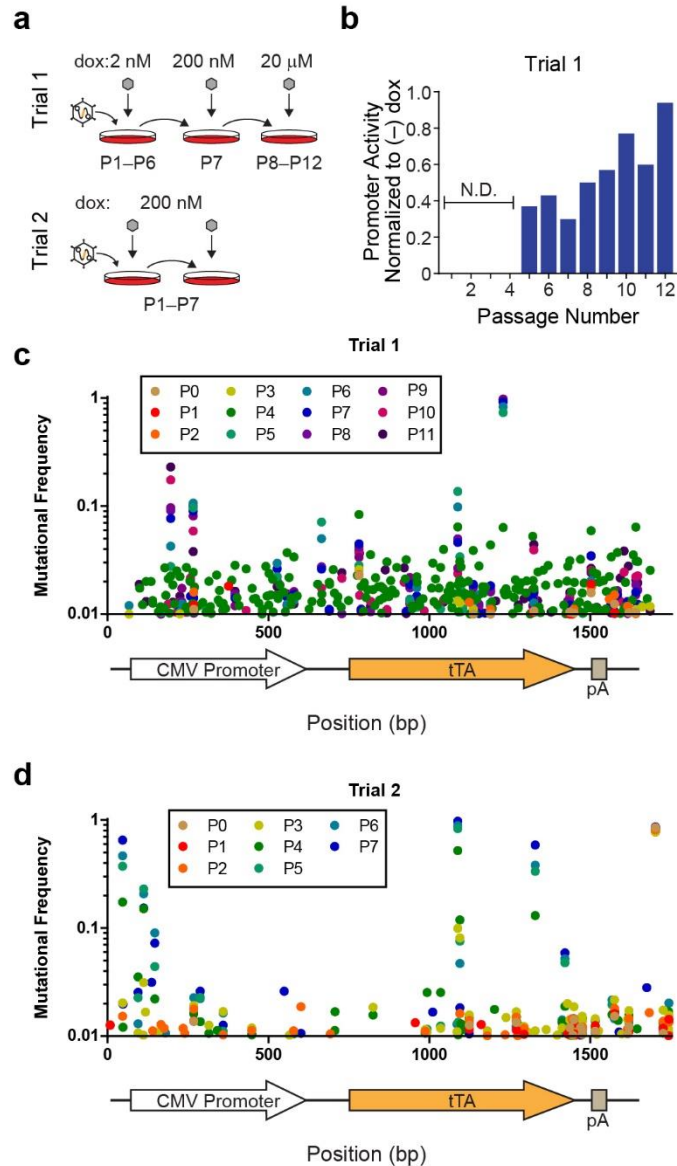 a
Trial 1
dox: 2 nM 200 nM 20 μM
P1–P6 P7 P8–P12
Trial 2
dox: 200 nM
P1–P7
b
Trial 1
Promoter Activity
Normalized to (–) dox
1.0
0.8
0.6
0.4
0.2
0
N.D.
2 4 6 8 10 12
Passage Number
c
Trial 1
P0 P3 P6 P9
P1 P4 P7 P10
P2 P5 P8 P11
Mutational Frequency
1
0.1
0.01
0 500 1000 1500
CMV Promoter tTA pA
Position (bp)
d
Trial 2
P0 P3 P6
P1 P4 P7
P2 P5
Mutational Frequency
1
0.1
0.01
0 500 1000 1500
CMV Promoter tTA pA
Position (bp)